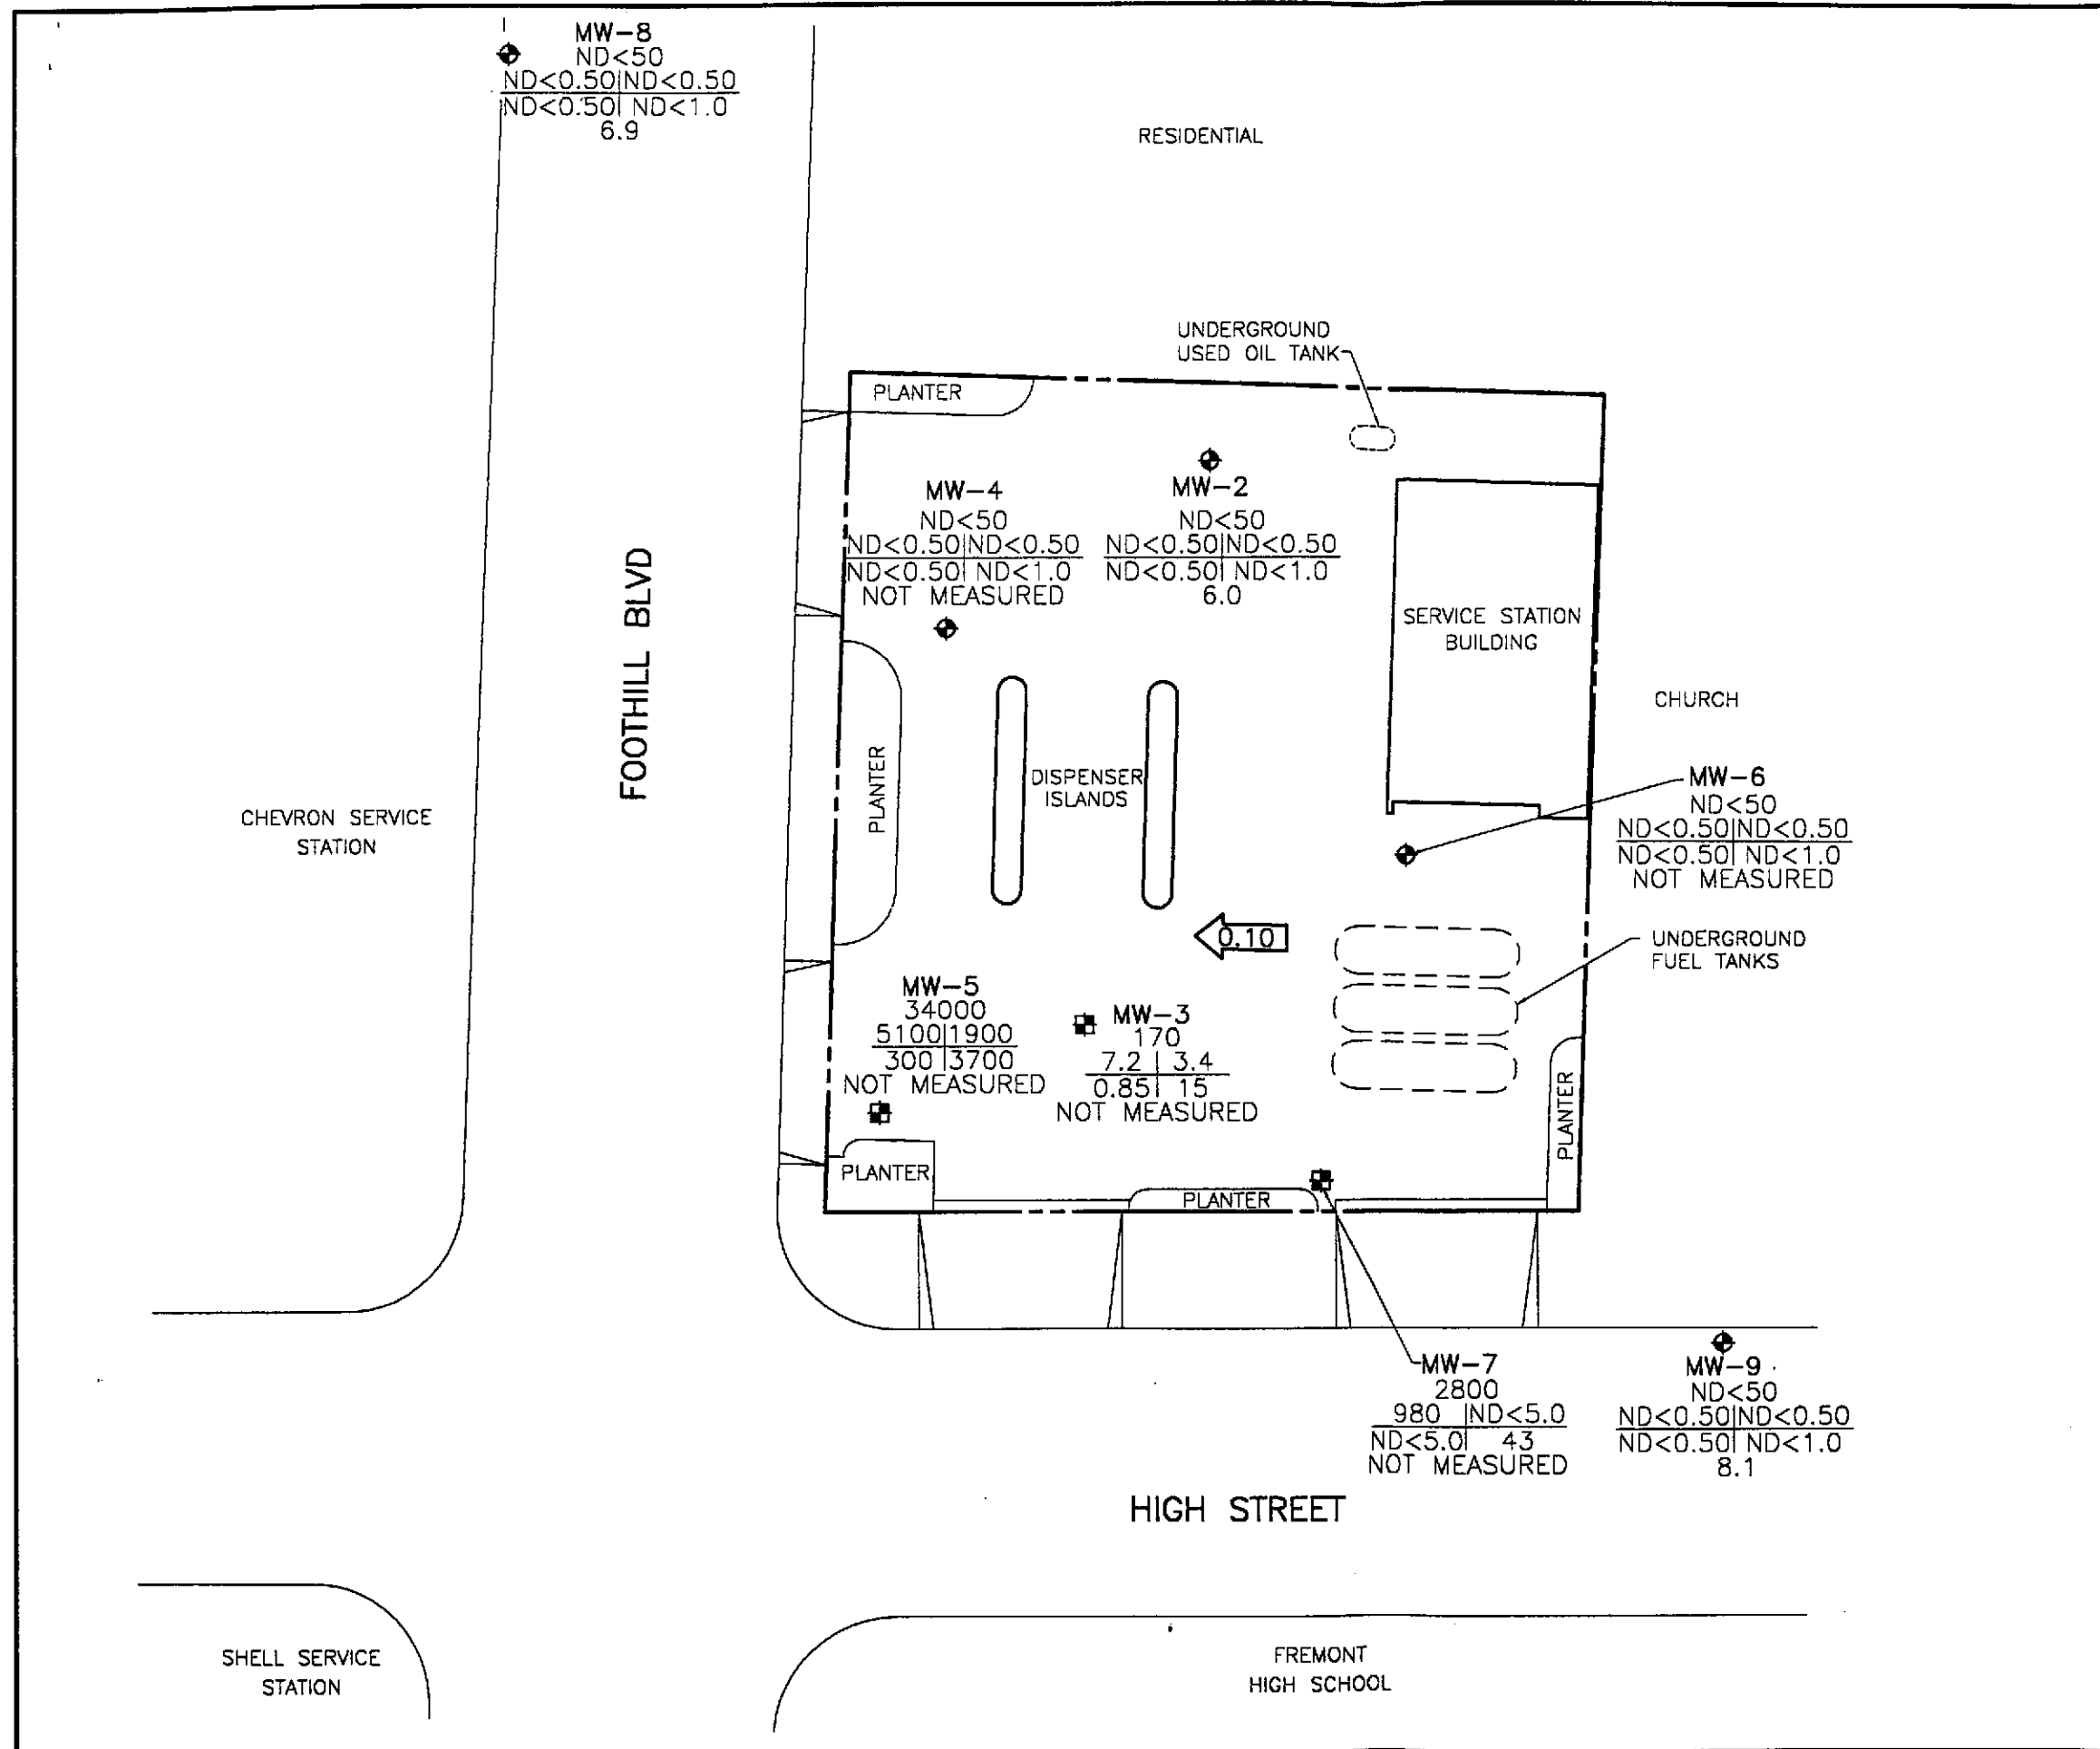 MW-8
ND<50
ND<0.50|ND<0.50
ND<0.50| ND<1.0
6.9
RESIDENTIAL
UNDERGROUND
USED OIL TANK
PLANTER
MW-4
ND<50
ND<0.50|ND<0.50
ND<0.50| ND<1.0
NOT MEASURED
MW-2
ND<50
ND<0.50|ND<0.50
ND<0.50| ND<1.0
6.0
SERVICE STATION
BUILDING
FOOTHILL BLVD
CHURCH
PLANTER
DISPENSER
ISLANDS
CHEVRON SERVICE
STATION
MW-6
ND<50
ND<0.50|ND<0.50
ND<0.50| ND<1.0
NOT MEASURED
0.10
UNDERGROUND
FUEL TANKS
MW-5
34000
5100|1900
300|3700
NOT MEASURED
MW-3
170
7.2 | 3.4
0.85| 15
NOT MEASURED
PLANTER
PLANTER
PLANTER
MW-7
2800
980 |ND<5.0
ND<5.0| 43
NOT MEASURED
MW-9
ND<50
ND<0.50|ND<0.50
ND<0.50| ND<1.0
8.1
HIGH STREET
SHELL SERVICE
STATION
FREMONT
HIGH SCHOOL